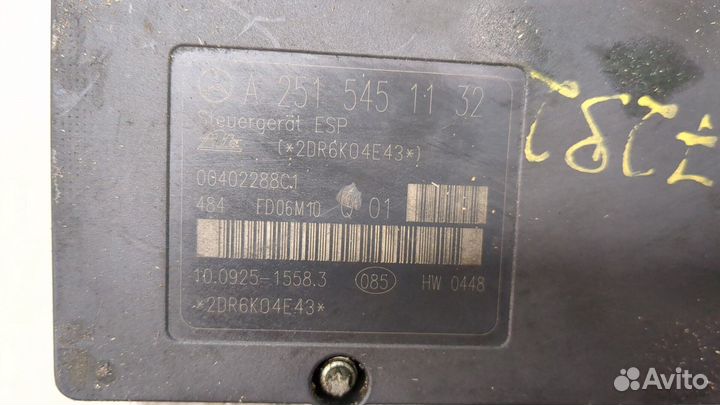 A 251 545 11 32
Steuergerät ESP
(*2DR6K04E43*)
00402288C1
484 FD06M10 Q 01
10.0925-1558.3 085 HW 0448
*2DR6K04E43*
Avito